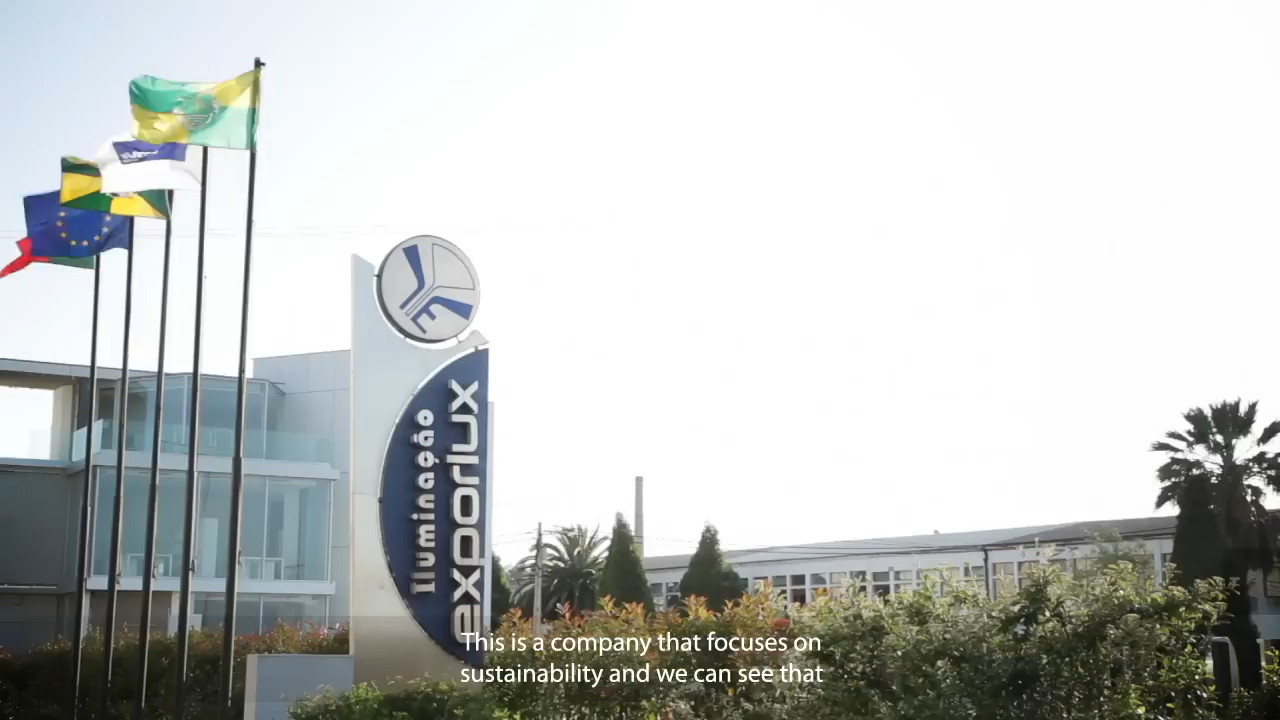 Iluminação
exporlux
This is a company that focuses on
sustainability and we can see that